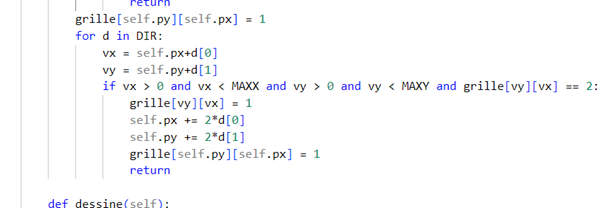 return
grille[self.py][self.px] = 1
for d in DIR:
vx = self.px+d[0]
vy = self.py+d[1]
if vx > 0 and vx < MAXX and vy > 0 and vy < MAXY and grille[vy][vx] == 2:
grille[vy][vx] = 1
self.px += 2*d[0]
self.py += 2*d[1]
grille[self.py][self.px] = 1
return
def dessine(self):